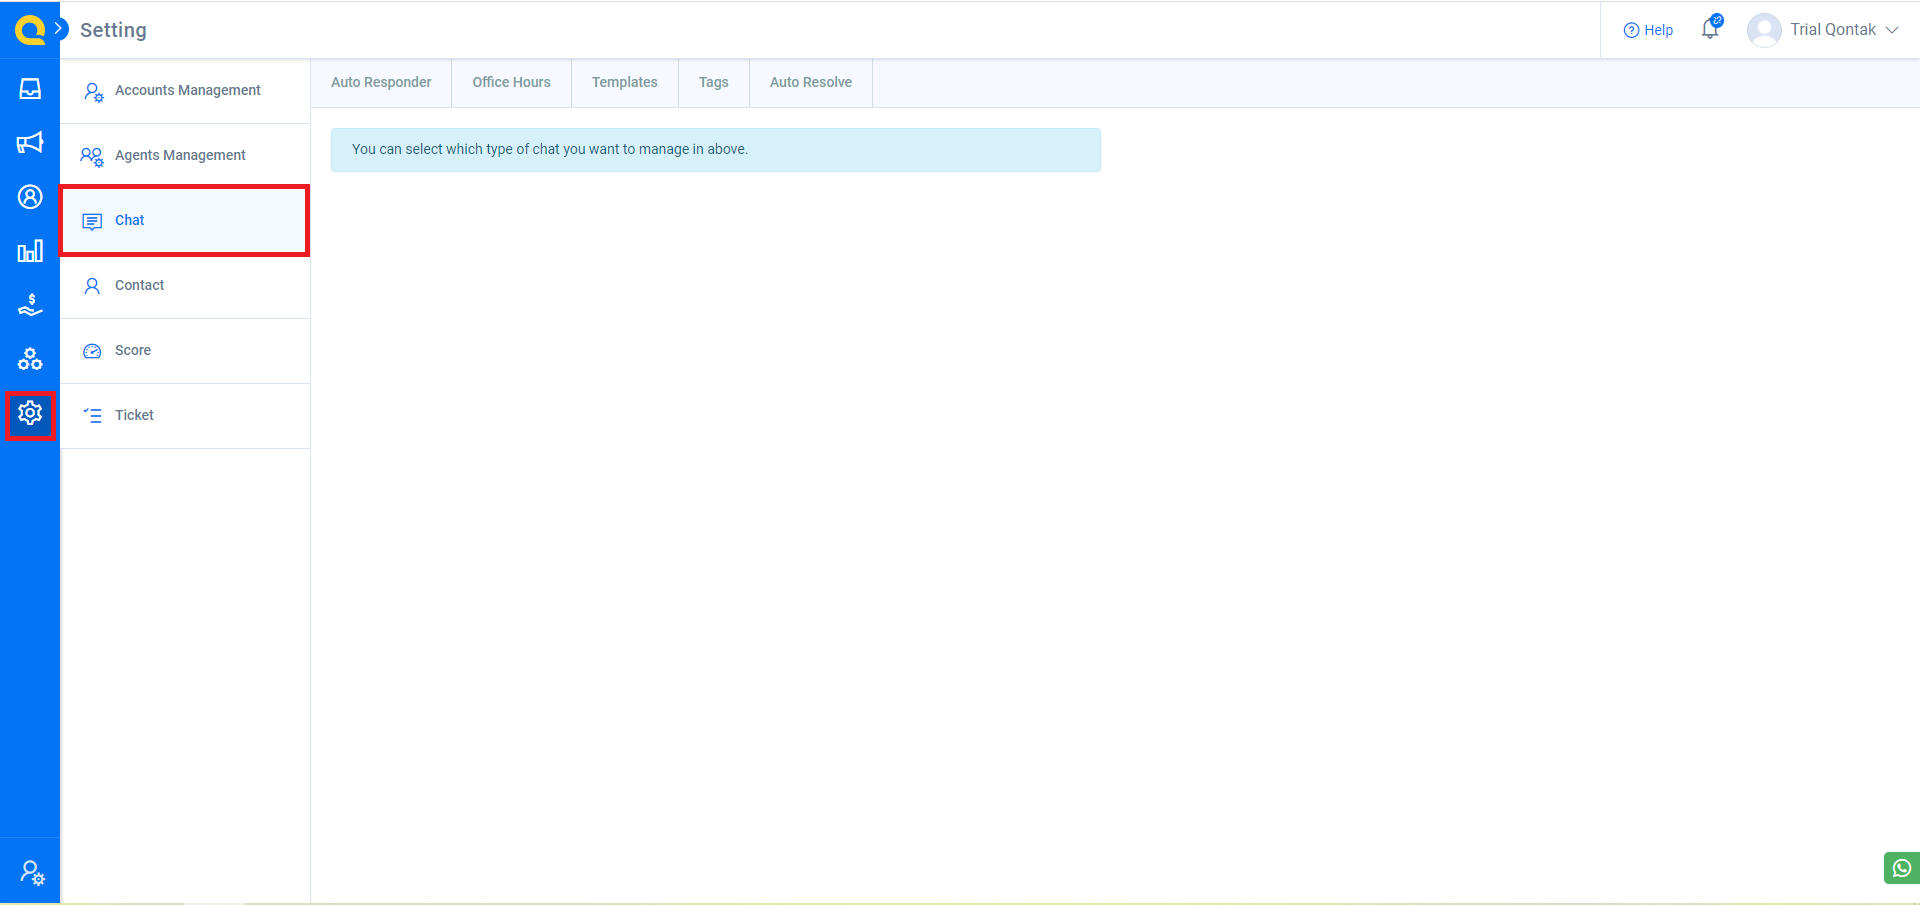 Setting
Help
Trial Qontak
Accounts Management
Agents Management
Chat
Contact
Score
Ticket
Auto Responder
Office Hours
Templates
Tags
Auto Resolve
You can select which type of chat you want to manage in above.